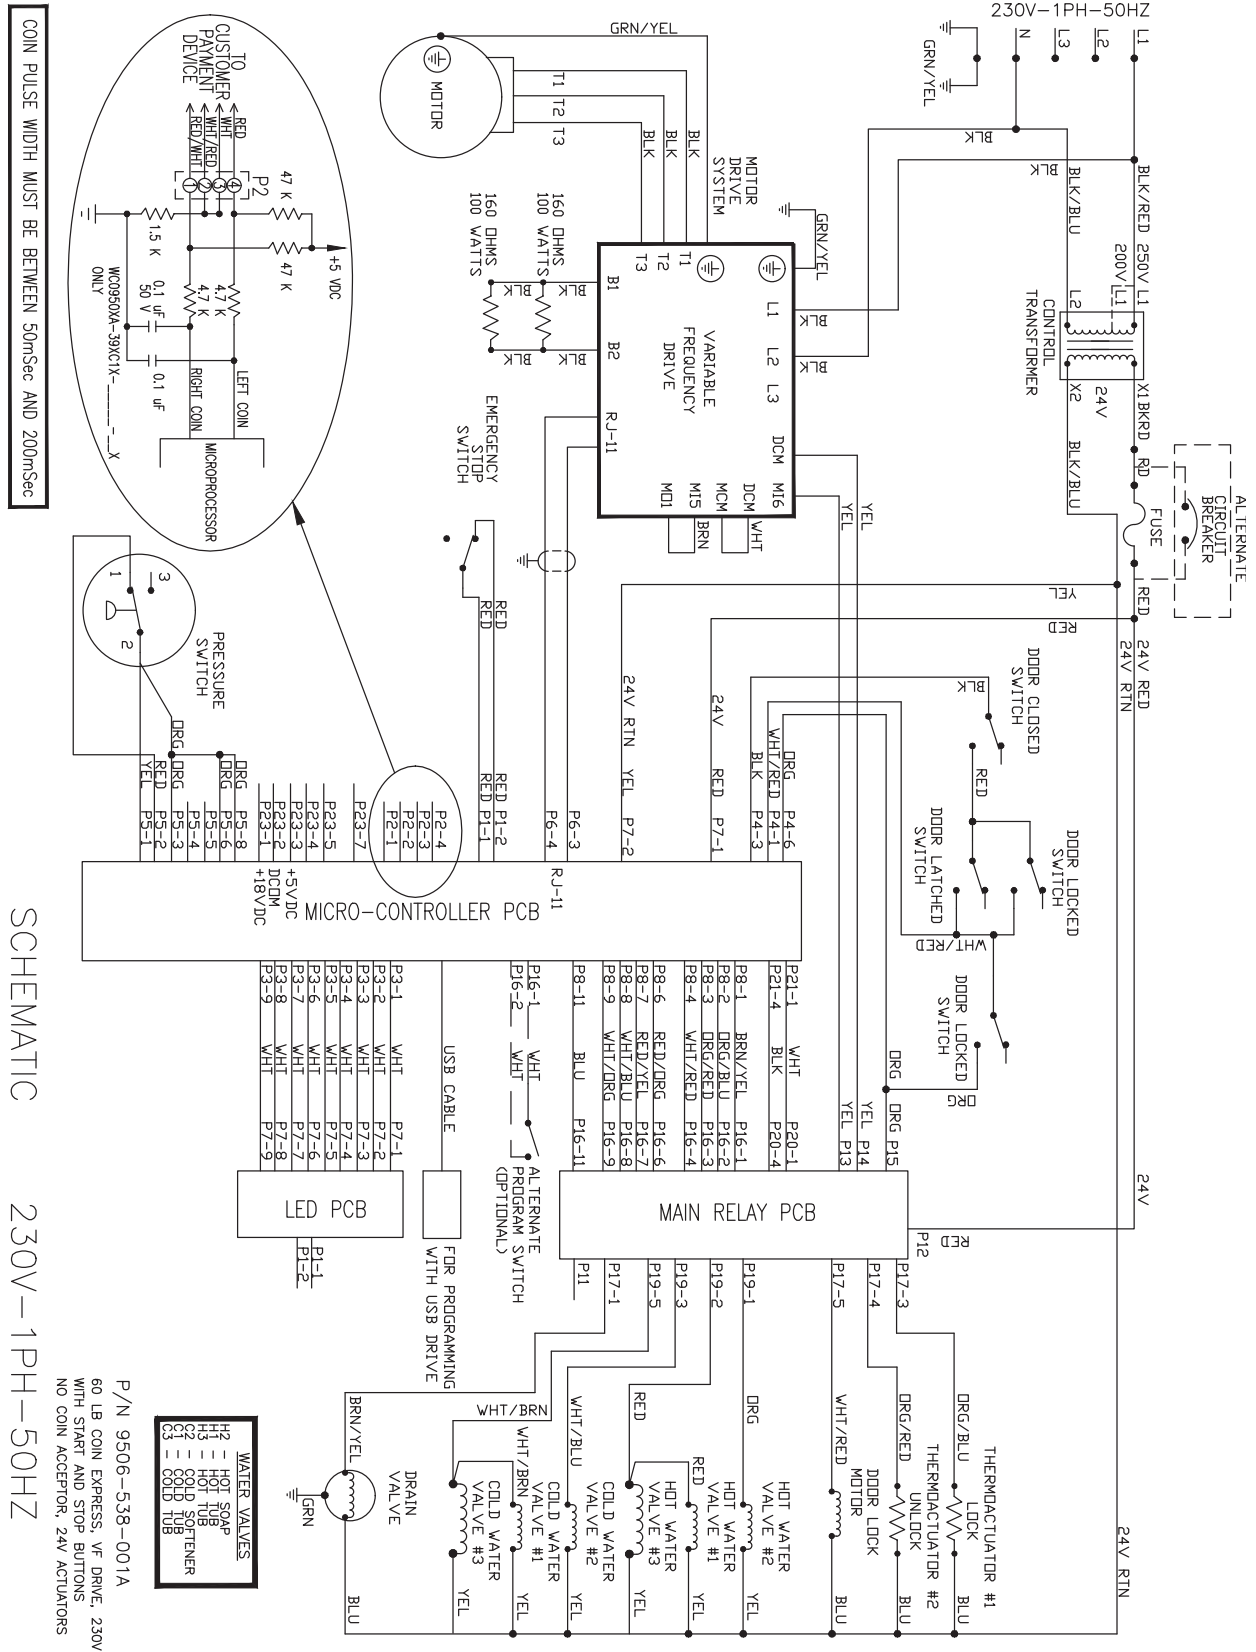 230V-1PH-50HZ
L1
L2
L3
N
GRN/YEL
BLK
BLK
BLK/RED
BLK/BLU
250V L1
200V L1
L2
CONTROL
TRANSFORMER
24V
X1
X2
BKRD
BLK/BLU
RD
FUSE
ALTERNATE
CIRCUIT
BREAKER
RED
24V RED
24V RTN
YEL
RED
GRN/YEL
MOTOR
T1
T2
T3
BLK
BLK
BLK
MOTOR
DRIVE
SYSTEM
GRN/YEL
VARIABLE
FREQUENCY
DRIVE
T1
T2
T3
L1
L2
L3
BLK
BLK
B1
B2
BLK
BLK
BLK
BLK
160 OHMS
100 WATTS
160 OHMS
100 WATTS
RJ-11
DCM
MI6
DCM
MCM
MI5
MO1
WHT
BRN
YEL
YEL
EMERGENCY
STOP
SWITCH
RED
RED
TO
CUSTOMER
PAYMENT
DEVICE
RED
WHT
WHT/RED
RED/WHT
P2
4
3
2
1
47 K
47 K
+5 VDC
1.5 K
4.7 K
4.7 K
0.1 uF
50 V
0.1 uF
WC0950XA-39XC1X-_____-_X
ONLY
LEFT COIN
RIGHT COIN
MICROPROCESSOR
COIN PULSE WIDTH MUST BE BETWEEN 50mSec AND 200mSec
PRESSURE
SWITCH
1
2
3
ORG
DOOR CLOSED
SWITCH
BLK
RED
DOOR LATCHED
SWITCH
DOOR LOCKED
SWITCH
WHT/RED
DOOR LOCKED
SWITCH
ORG
ORG
24V RTN
24V
ORG P4-6
WHT/RED P4-1
BLK P4-3
RED P7-1
YEL P7-2
P6-3
P6-4
RED P1-2
RED P1-1
P2-4
P2-3
P2-2
P2-1
P23-7
P23-5
P23-4
P23-3
P23-2
P23-1
ORG P5-8
ORG P5-6
P5-5
P5-4
ORG P5-3
RED P5-2
YEL P5-1
MICRO-CONTROLLER PCB
RJ-11
+5VDC
DCOM
+18VDC
P21-1 WHT P20-1
P21-4 BLK P20-4
P8-1 BRN/YEL P16-1
P8-2 ORG/BLU P16-2
P8-3 ORG/RED P16-3
P8-4 WHT/RED P16-4
P8-6 RED/ORG P16-6
P8-7 RED/YEL P16-7
P8-8 WHT/BLU P16-8
P8-9 WHT/ORG P16-9
P8-11 BLU P16-11
P16-1 WHT
P16-2 WHT
ALTERNATE
PROGRAM SWITCH
(OPTIONAL)
USB CABLE
FOR PROGRAMMING
WITH USB DRIVE
P3-1 WHT P7-1
P3-2 WHT P7-2
P3-3 WHT P7-3
P3-4 WHT P7-4
P3-5 WHT P7-5
P3-6 WHT P7-6
P3-7 WHT P7-7
P3-8 WHT P7-8
P3-9 WHT P7-9
LED PCB
P1-1
P1-2
ORG P15
YEL P14
YEL P13
MAIN RELAY PCB
P12
RED
24V
P17-3
P17-4
P17-5
P19-1
P19-2
P19-3
P19-5
P17-1
P11
ORG/BLU
THERMOACTUATOR #1
LOCK
BLU
ORG/RED
THERMOACTUATOR #2
UNLOCK
BLU
WHT/RED
DOOR LOCK
MOTOR
BLU
ORG
HOT WATER
VALVE #2
YEL
RED
RED
HOT WATER
VALVE #1
YEL
HOT WATER
VALVE #3
YEL
WHT/BLU
COLD WATER
VALVE #2
YEL
WHT/BRN
WHT/BRN
COLD WATER
VALVE #1
YEL
COLD WATER
VALVE #3
YEL
BRN/YEL
DRAIN
VALVE
GRN
BLU
24V RTN
WATER VALVES
H2 - HOT SOAP
H1 - HOT TUB
H3 - HOT TUB
C2 - COLD SOFTENER
C1 - COLD TUB
C3 - COLD TUB
P/N 9506-538-001A
60 LB COIN EXPRESS, VF DRIVE, 230V
WITH START AND STOP BUTTONS
NO COIN ACCEPTOR, 24V ACTUATORS
SCHEMATIC 230V-1PH-50HZ